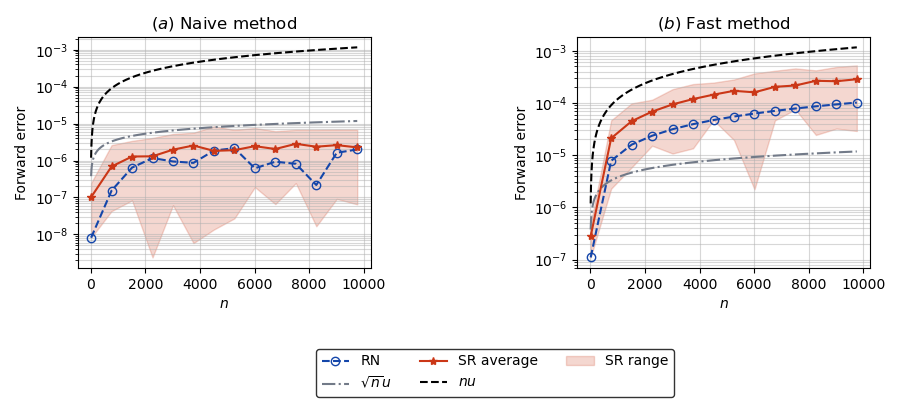 (a) Naive method
(b) Fast method
Forward error
10⁻³
10⁻⁴
10⁻⁵
10⁻⁶
10⁻⁷
10⁻⁸
0 2000 4000 6000 8000 10000
n
Forward error
10⁻³
10⁻⁴
10⁻⁵
10⁻⁶
10⁻⁷
0 2000 4000 6000 8000 10000
n
RN SR average SR range
√n u nu